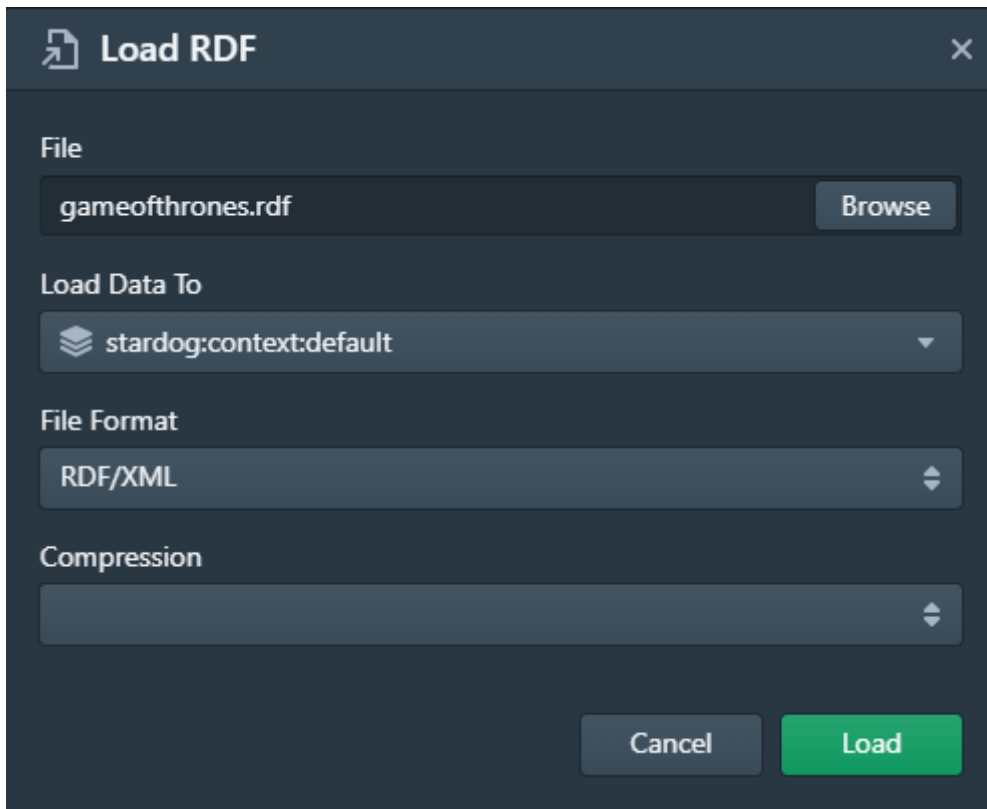 Load RDF
File
gameofthrones.rdf
Browse
Load Data To
stardog:context:default
File Format
RDF/XML
Compression
Cancel
Load